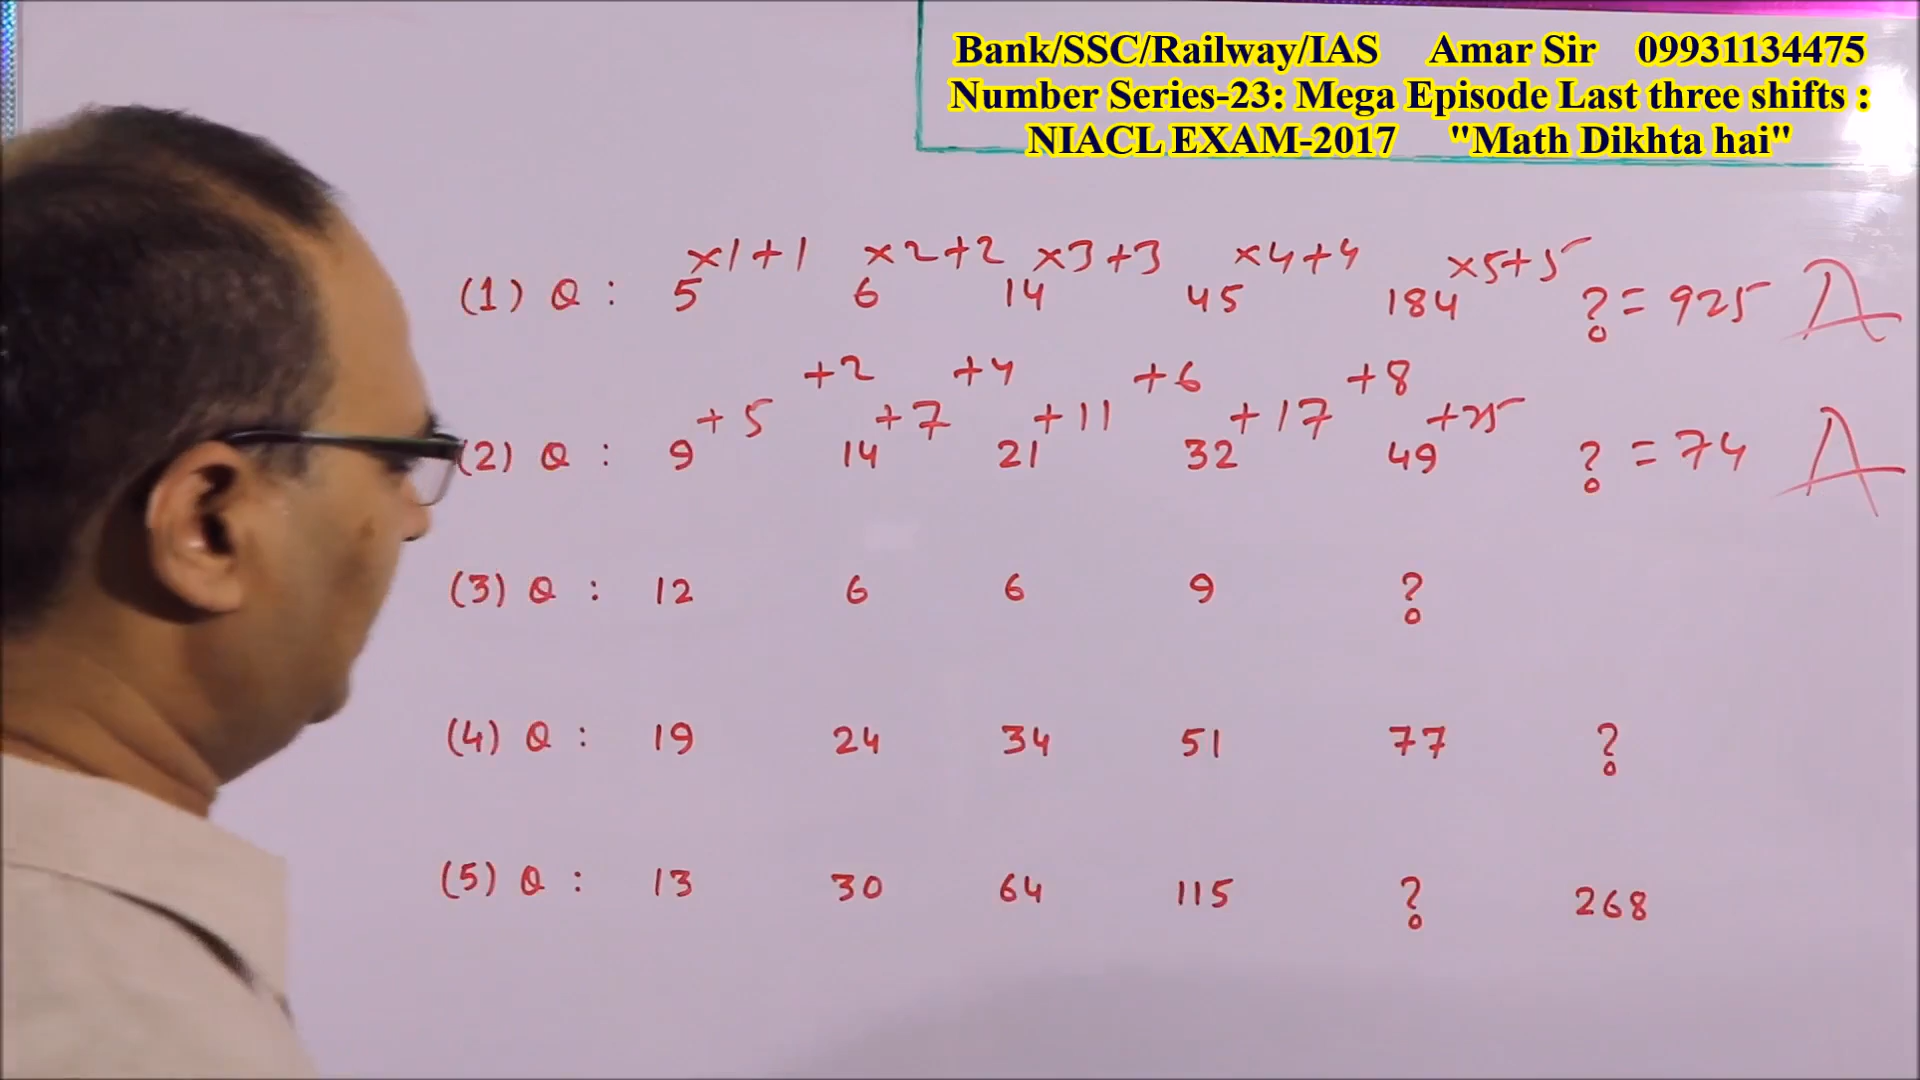 Bank/SSC/Railway/IAS Amar Sir 09931134475
Number Series-23: Mega Episode Last three shifts :
NIACL EXAM-2017 "Math Dikhta hai"
×1+1 ×2+2 ×3+3 ×4+4 ×5+5
(1) Q : 5 6 14 45 184 ? = 925 A
+2 +4 +6 +8
+5 +7 +11 +17 +25
(2) Q : 9 14 21 32 49 ? = 74 A
(3) Q : 12 6 6 9 ?
(4) Q : 19 24 34 51 77 ?
(5) Q : 13 30 64 115 ? 268